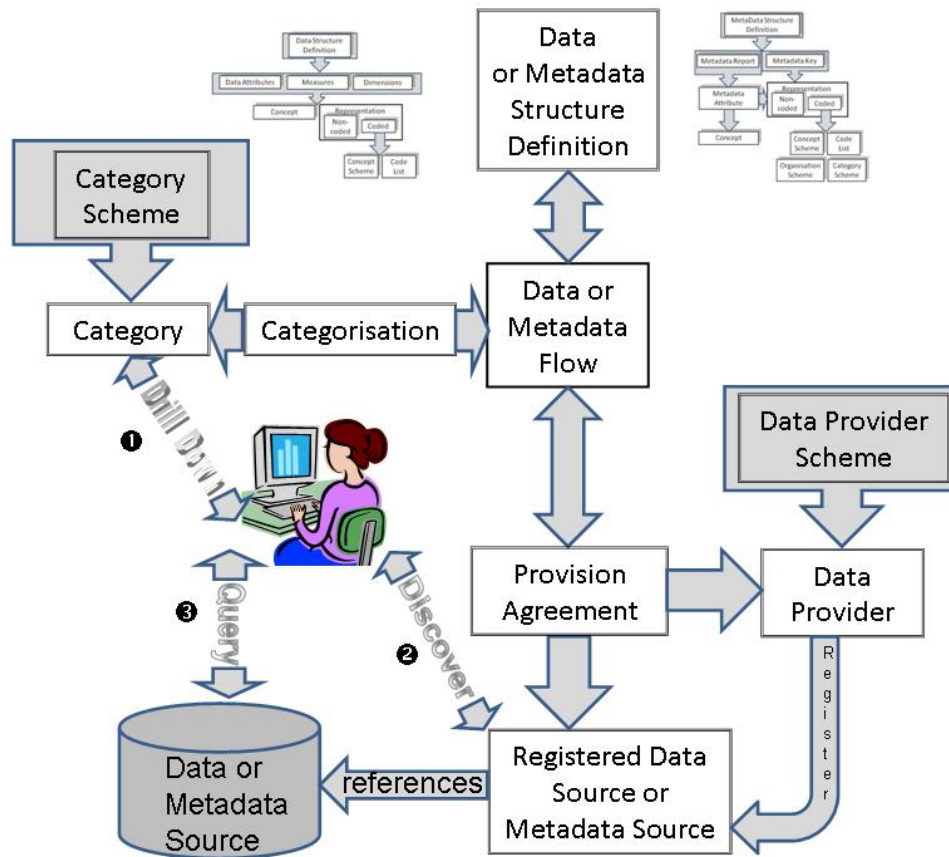 Data Structure
Definition
Data Attributes
Measures
Dimensions
Concept
Representation
Non-
coded
Coded
Concept
Scheme
Code
List
Data
or Metadata
Structure
Definition
MetaData Structure
Definition
Metadata Report
Metadata Key
Metadata
Attribute
Representation
Non-
coded
Coded
Concept
Concept
Scheme
Code
List
Organisation
Scheme
Category
Scheme
Category
Scheme
Category
Categorisation
Data or
Metadata
Flow
❶
Drill Down
Data Provider
Scheme
❸
Query
❷
Discover
Provision
Agreement
Data
Provider
Register
Data or
Metadata
Source
references
Registered Data
Source or
Metadata Source